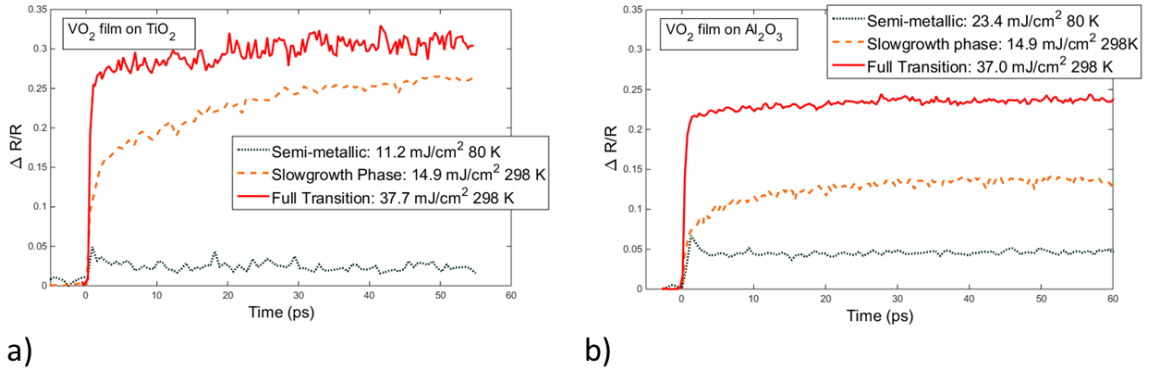 VO2 film on TiO2
0.35
0.3
0.25
0.2
0.15
0.1
0.05
0
Δ R/R
Semi-metallic: 11.2 mJ/cm2 80 K
Slowgrowth Phase: 14.9 mJ/cm2 298 K
Full Transition: 37.7 mJ/cm2 298 K
0 10 20 30 40 50 60
Time (ps)
a)
VO2 film on Al2O3
Semi-metallic: 23.4 mJ/cm2 80 K
Slowgrowth phase: 14.9 mJ/cm2 298K
Full Transition: 37.0 mJ/cm2 298 K
0.35
0.3
0.25
0.2
0.15
0.1
0.05
0
Δ R/R
0 10 20 30 40 50 60
Time (ps)
b)